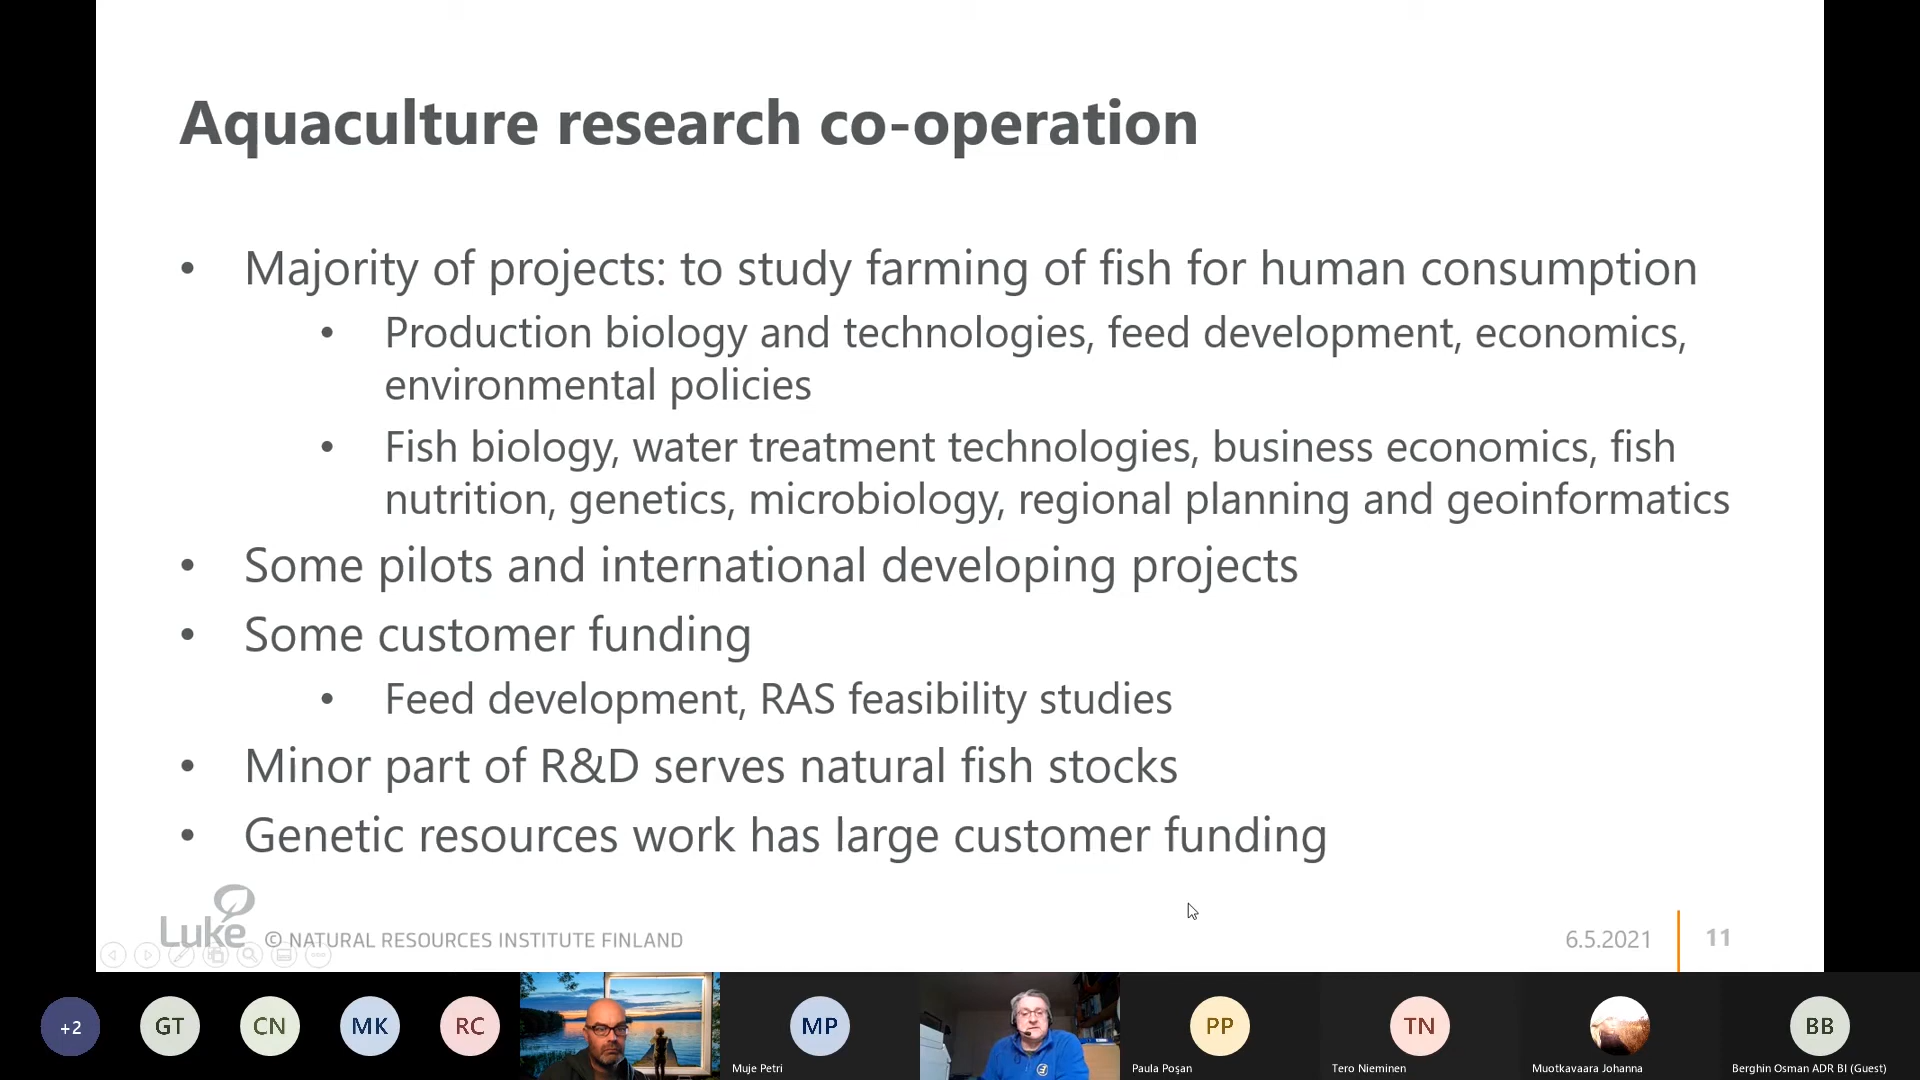 Aquaculture research co-operation
• Majority of projects: to study farming of fish for human consumption
• Production biology and technologies, feed development, economics,
environmental policies
• Fish biology, water treatment technologies, business economics, fish
nutrition, genetics, microbiology, regional planning and geoinformatics
• Some pilots and international developing projects
• Some customer funding
• Feed development, RAS feasibility studies
• Minor part of R&D serves natural fish stocks
• Genetic resources work has large customer funding
Luke © NATURAL RESOURCES INSTITUTE FINLAND
6.5.2021 11
+2 GT CN MK RC MP PP TN BB
Muje Petri Paula Poșan Tero Nieminen Muotkavaara Johanna Berghin Osman ADR BI (Guest)